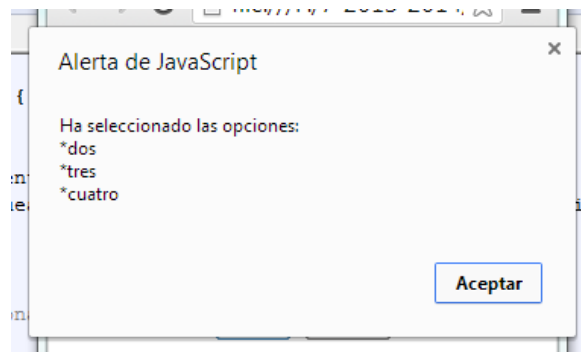 Alerta de JavaScript
{
Ha seleccionado las opciones:
*dos
*tres
*cuatro
Aceptar